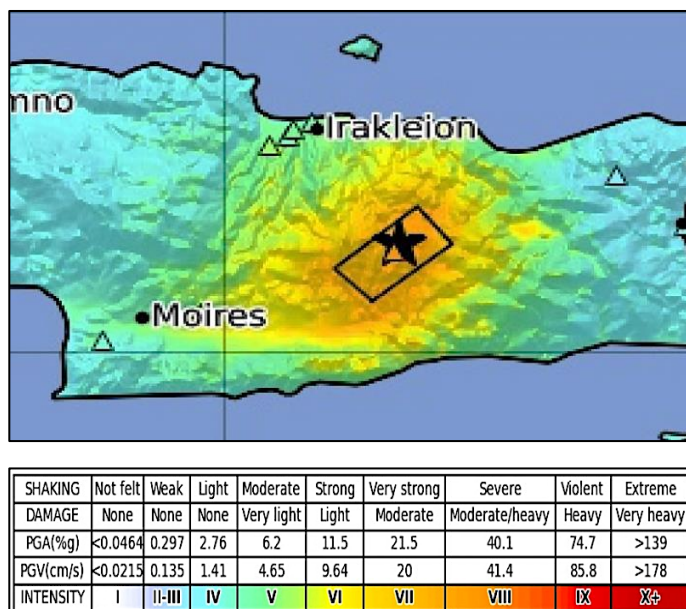 mno
Irakleion
Moires
SHAKING Not felt Weak Light Moderate Strong Very strong Severe Violent Extreme
DAMAGE None None None Very light Light Moderate Moderate/heavy Heavy Very heavy
PGA(%g) <0.0464 0.297 2.76 6.2 11.5 21.5 40.1 74.7 >139
PGV(cm/s) <0.0215 0.135 1.41 4.65 9.64 20 41.4 85.8 >178
INTENSITY I II-III IV V VI VII VIII IX X+